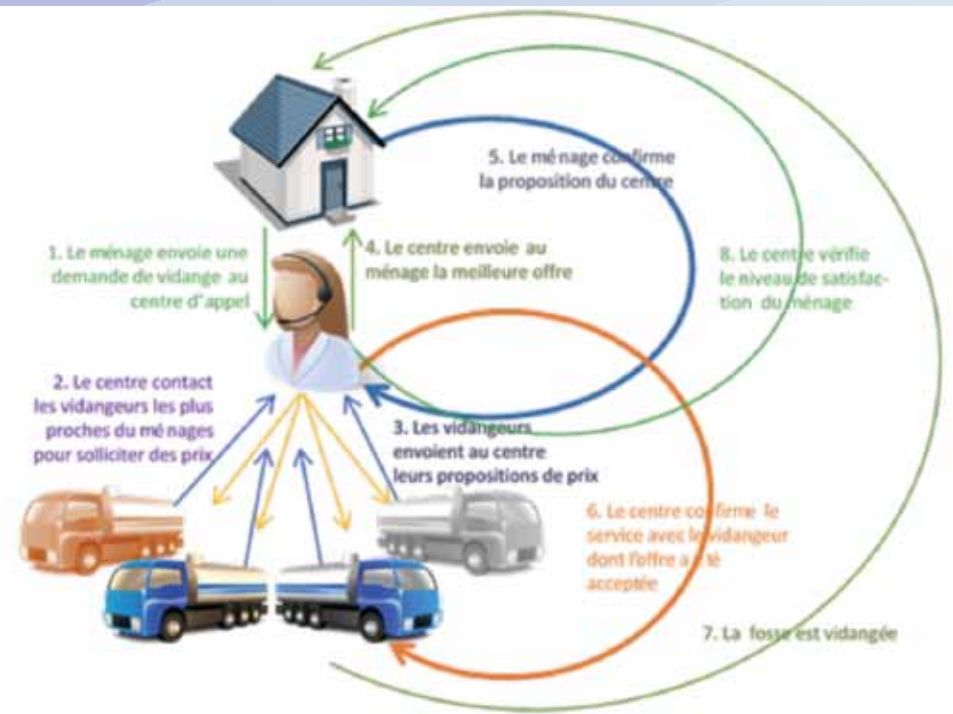 1. Le ménage envoie une
demande de vidange au
centre d'appel
2. Le centre contact
les vidangeurs les plus
proches du mé nages
pour solliciter des prix
3. Les vidangeurs
envoient au centre
leurs propositions de prix
4. Le centre envoie au
ménage la meilleure offre
5. Le ménage confirme
la proposition du centre
6. Le centre confirme le
service avec le vidangeur
dont l'offre a été
acceptée
7. La fosse est vidangée
8. Le centre vérifie
le niveau de satisfac-
tion du ménage